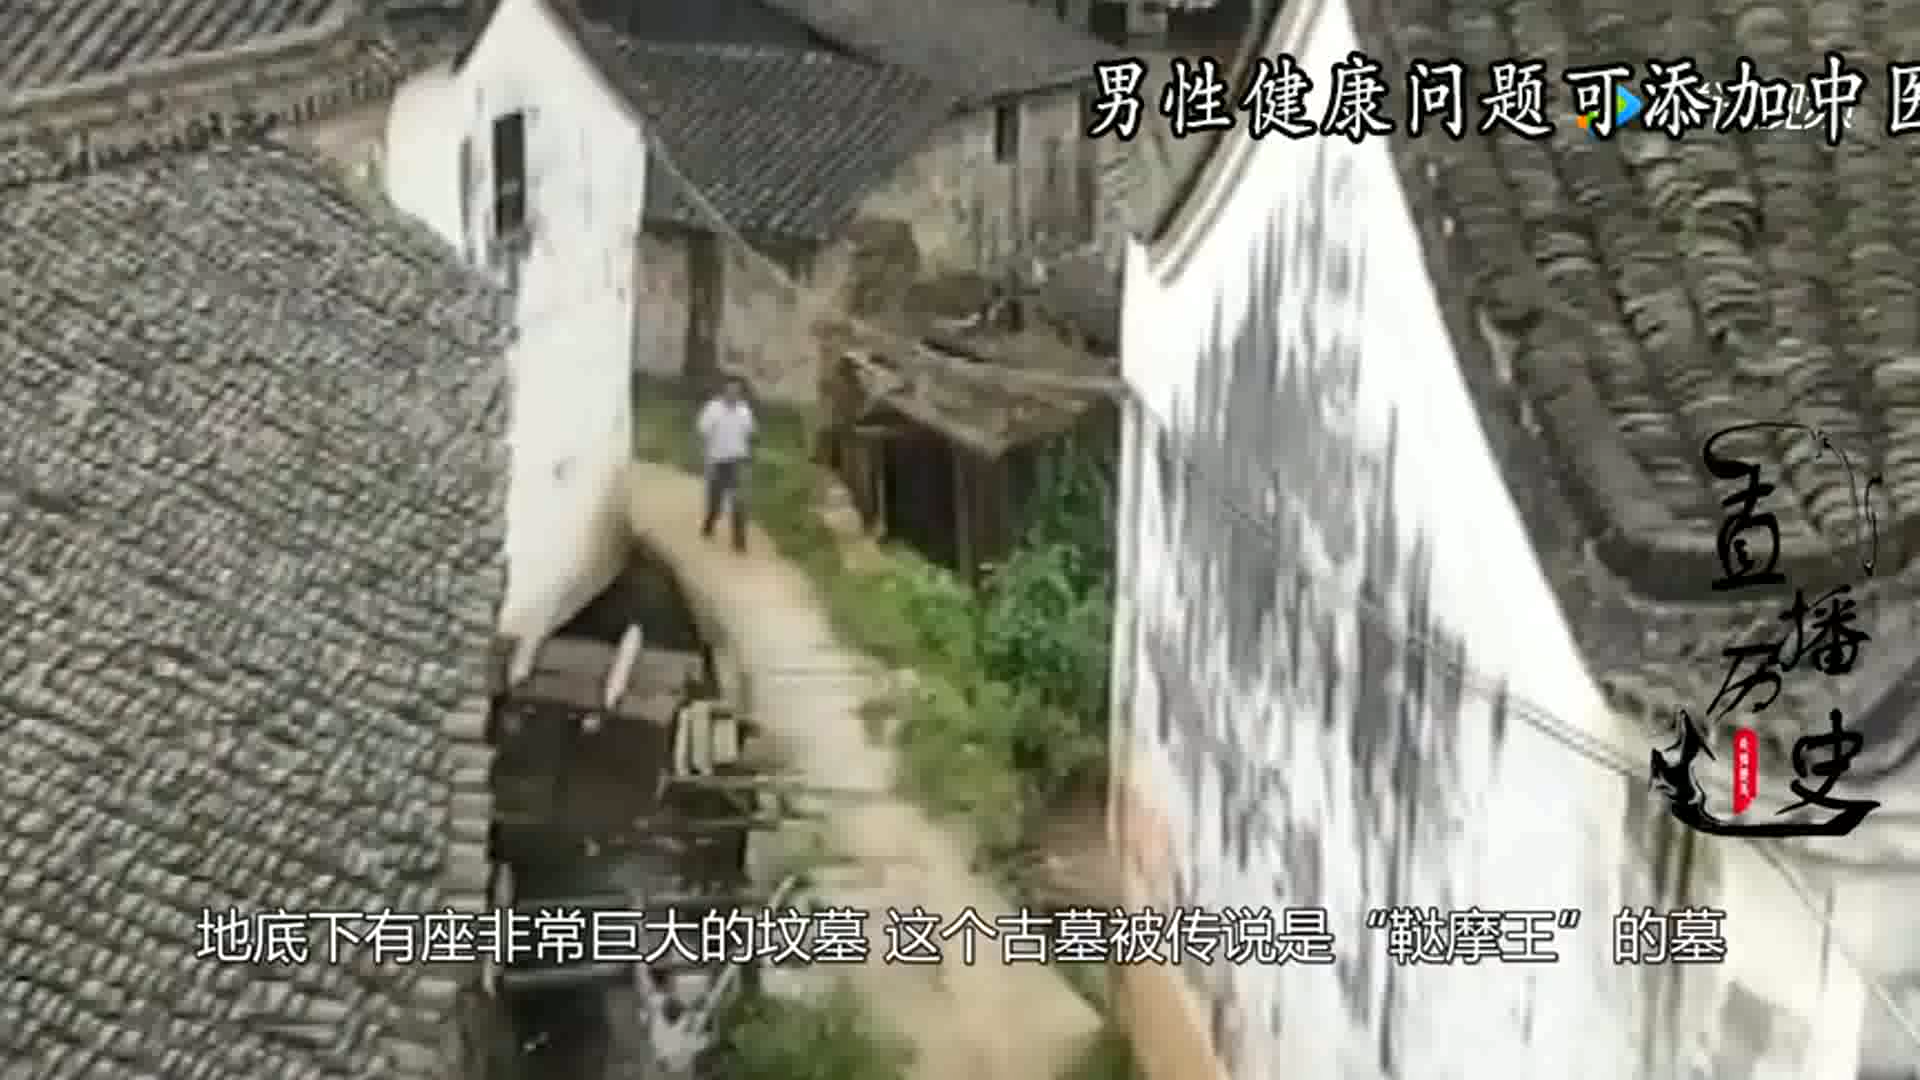 男性健康问题可添加中医
直播历史
地底下有座非常巨大的坟墓 这个古墓被传说是“鞑摩王”的墓